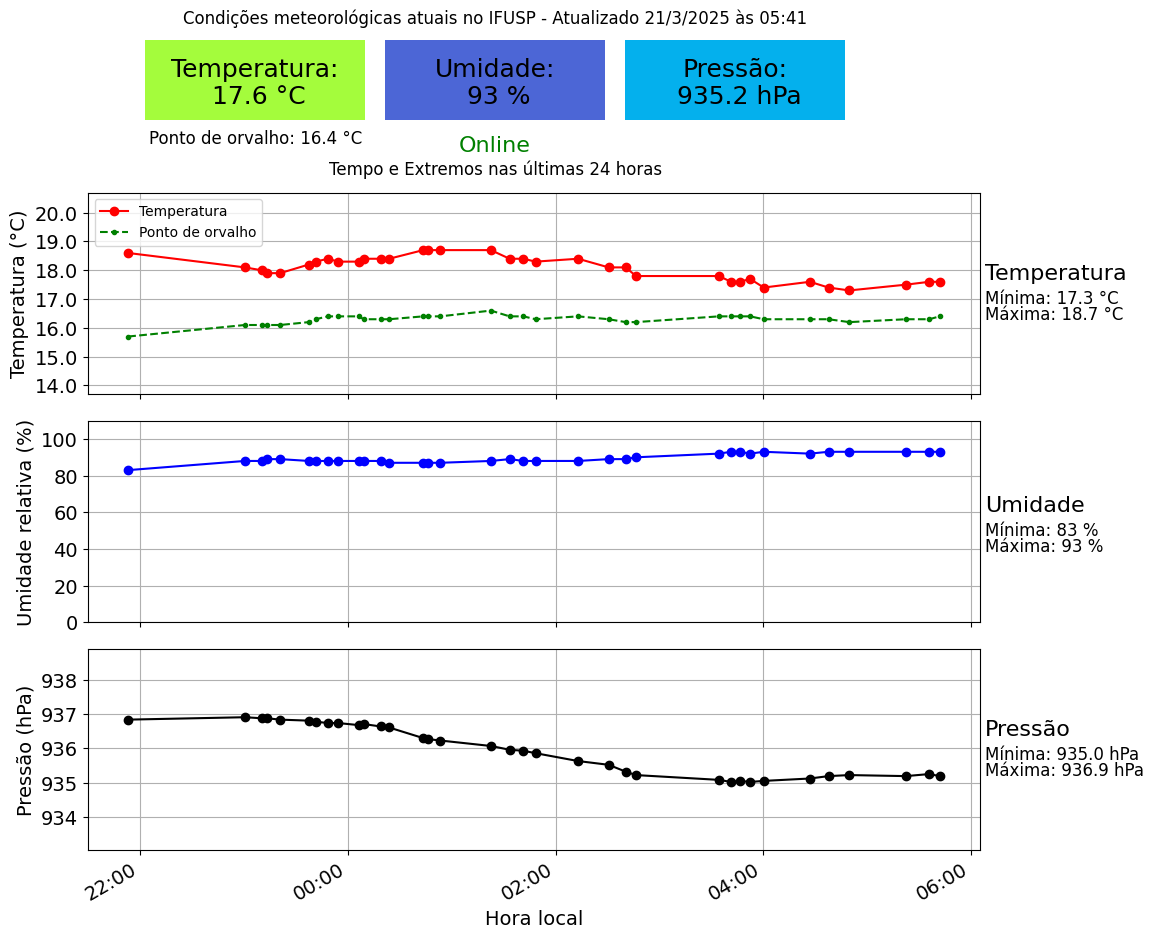 Condições meteorológicas atuais no IFUSP - Atualizado 21/3/2025 às 05:41
Temperatura:
17.6 °C
Umidade:
93 %
Pressão:
935.2 hPa
Ponto de orvalho: 16.4 °C
Online
Tempo e Extremos nas últimas 24 horas
Temperatura (°C)
20.0
19.0
18.0
17.0
16.0
15.0
14.0
Temperatura
Ponto de orvalho
Temperatura
Mínima: 17.3 °C
Máxima: 18.7 °C
Umidade relativa (%)
100
80
60
40
20
0
Umidade
Mínima: 83 %
Máxima: 93 %
Pressão (hPa)
938
937
936
935
934
Pressão
Mínima: 935.0 hPa
Máxima: 936.9 hPa
22:00
00:00
02:00
04:00
06:00
Hora local